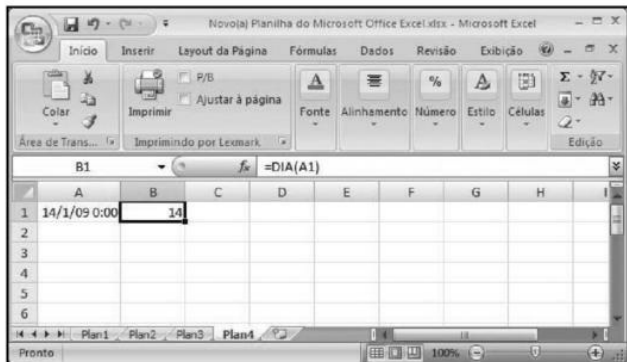 Novo(a) Planilha do Microsoft Office Excel.xlsx - Microsoft Excel
Início Inserir Layout da Página Fórmulas Dados Revisão Exibição
Colar
Área de Trans...
Imprimir
P/B
Ajustar à página
Imprimindo por Lexmark
Fonte
Alinhamento
%
Número
Estilo
Células
Edição
B1 fx =DIA(A1)
A B C D E F G H I
1 14/1/09 0:00 14
2
3
4
5
6
Plan1 Plan2 Plan3 Plan4
Pronto 100%